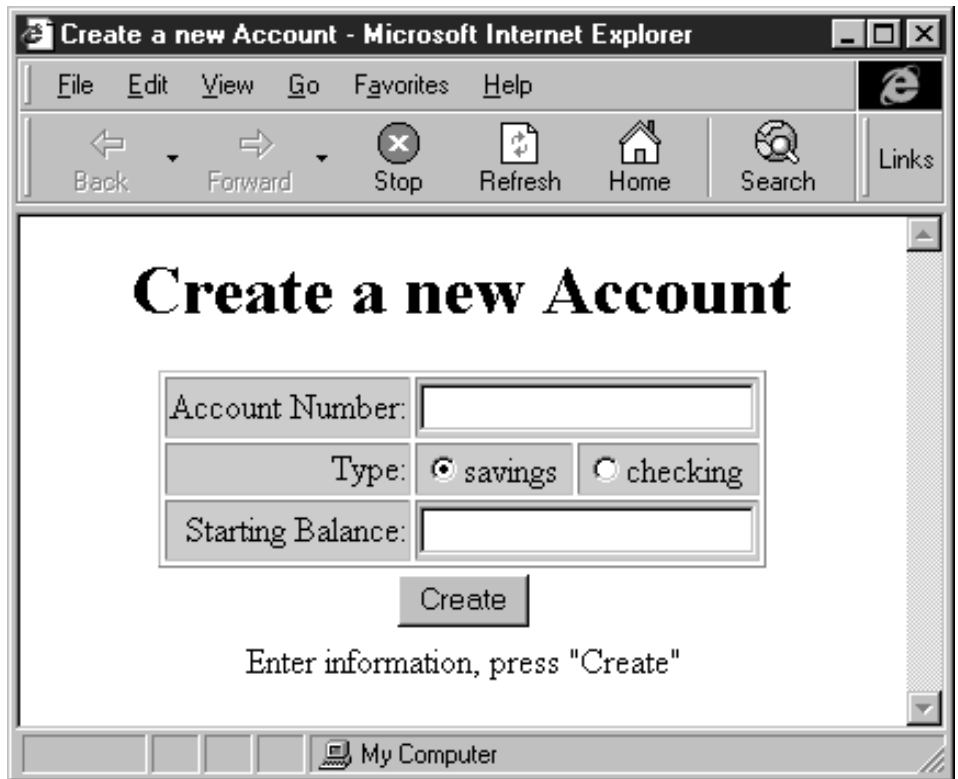 Create a new Account - Microsoft Internet Explorer
File Edit View Go Favorites Help
Back Forward Stop Refresh Home Search Links
Create a new Account
Account Number:
Type: savings checking
Starting Balance:
Create
Enter information, press "Create"
My Computer